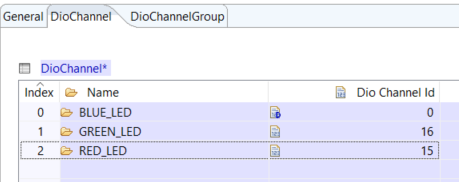 General DioChannel DioChannelGroup
DioChannel*
Index Name Dio Channel Id
0 BLUE_LED 0
1 GREEN_LED 16
2 RED_LED 15